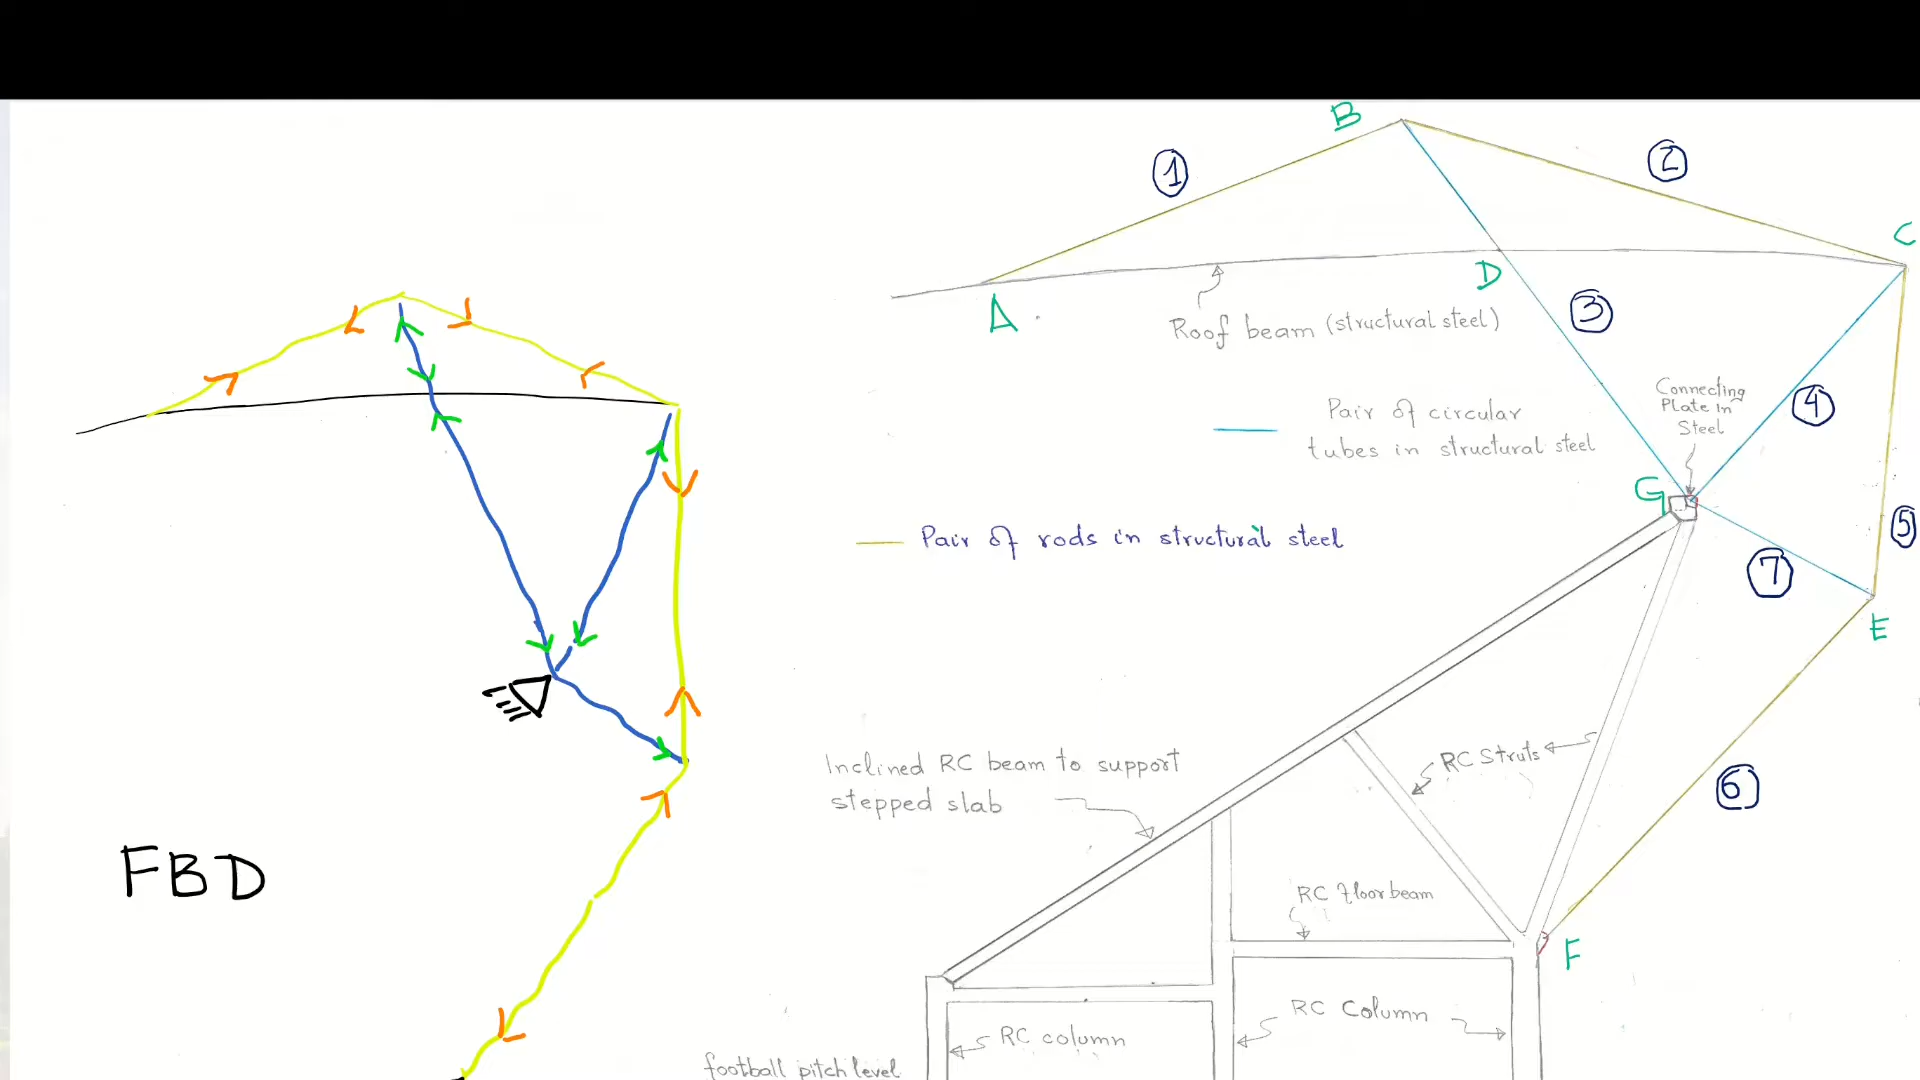 B
1
2
C
D
A
3
Roof beam (structural steel)
Connecting
Plate in
Steel
Pair of circular
tubes in structural steel
4
G
Pair of rods in structural steel
5
7
E
Inclined RC beam to support
stepped slab
RC Struts
6
FBD
RC floor beam
F
RC column
RC column
football pitch level